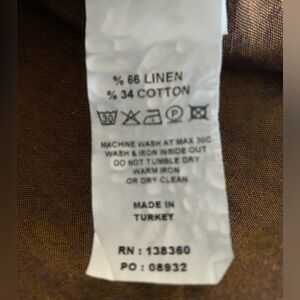 % 66 LINEN
% 34 COTTON
30 P
MACHINE WASH AT MAX 30C
WASH & IRON INSIDE OUT
DO NOT TUMBLE DRY
WARM IRON
OR DRY CLEAN
MADE IN
TURKEY
RN : 138360
PO : 08932